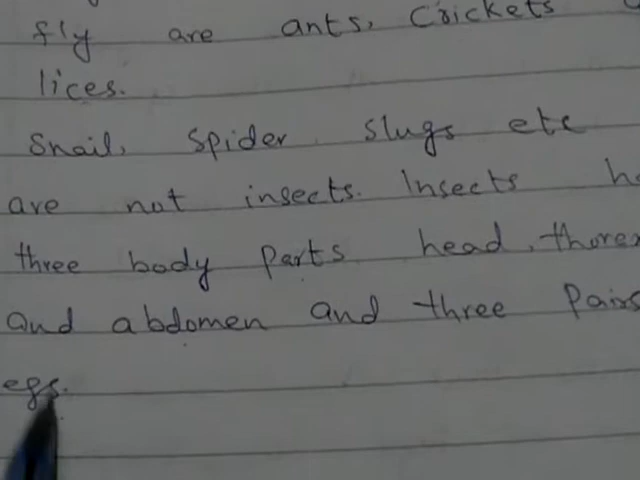 fly are ants, Crickets
lices.
Snail, Spider slugs etc
are not insects. Insects
three body parts head, thorex
and abdomen and three Pairs
egs.